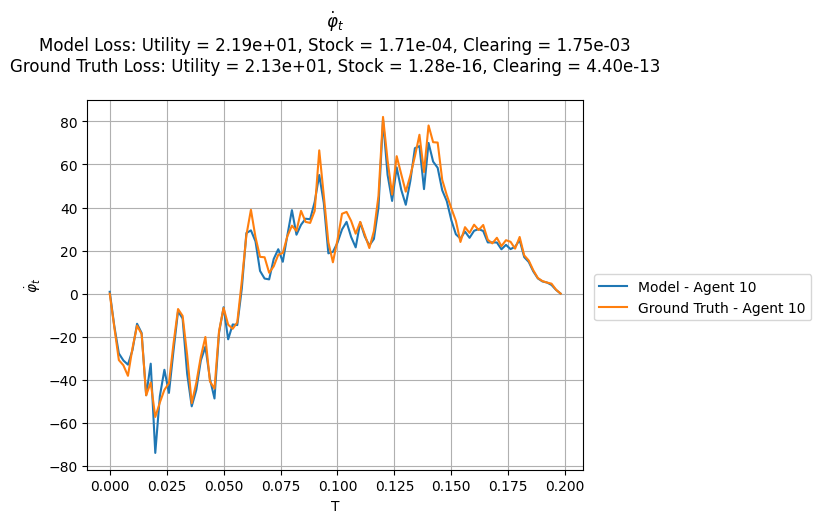 φ̇ₜ
Model Loss: Utility = 2.19e+01, Stock = 1.71e-04, Clearing = 1.75e-03
Ground Truth Loss: Utility = 2.13e+01, Stock = 1.28e-16, Clearing = 4.40e-13
80
60
40
20
0
−20
−40
−60
−80
φ̇ₜ
0.000
0.025
0.050
0.075
0.100
0.125
0.150
0.175
0.200
T
Model - Agent 10
Ground Truth - Agent 10